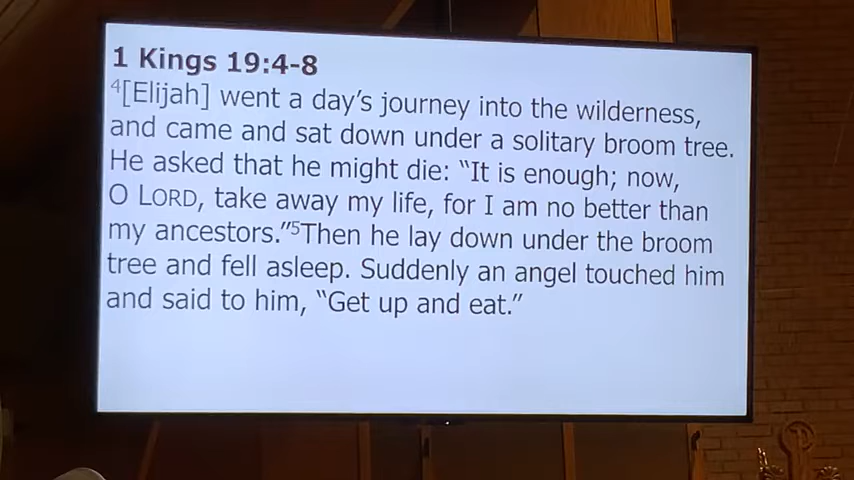 1 Kings 19:4-8
4[Elijah] went a day’s journey into the wilderness,
and came and sat down under a solitary broom tree.
He asked that he might die: “It is enough; now,
O LORD, take away my life, for I am no better than
my ancestors.”5Then he lay down under the broom
tree and fell asleep. Suddenly an angel touched him
and said to him, “Get up and eat.”